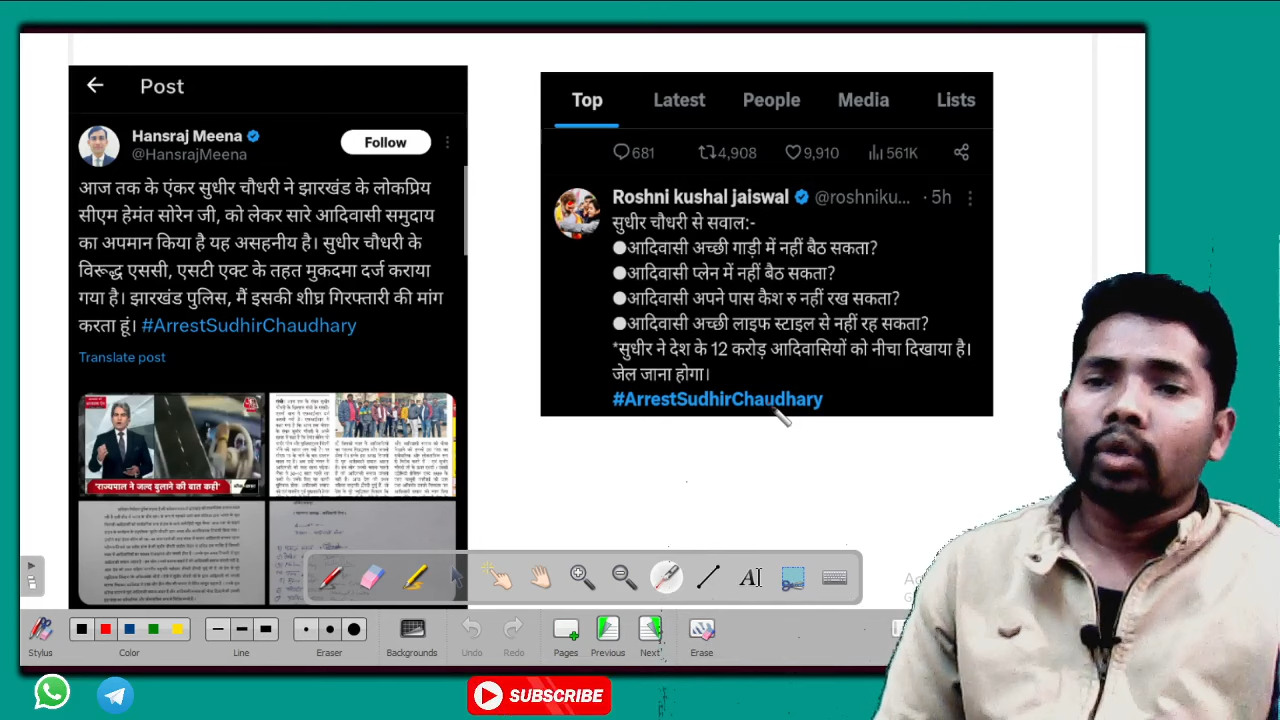 Post
Hansraj Meena
@HansrajMeena
Follow
आज तक के एंकर सुधीर चौधरी ने झारखंड के लोकप्रिय
सीएम हेमंत सोरेन जी, को लेकर सारे आदिवासी समुदाय
का अपमान किया है यह असहनीय है। सुधीर चौधरी के
विरूद्ध एससी, एसटी एक्ट के तहत मुकदमा दर्ज कराया
गया है। झारखंड पुलिस, मैं इसकी शीघ्र गिरफ्तारी की मांग
करता हूं। #ArrestSudhirChaudhary
Translate post
'राज्यपाल ने जल्द बुलाने की बात कही'
Top Latest People Media Lists
681 4,908 9,910 561K
Roshni kushal jaiswal @roshniku... · 5h
सुधीर चौधरी से सवाल:-
●आदिवासी अच्छी गाड़ी में नहीं बैठ सकता?
●आदिवासी प्लेन में नहीं बैठ सकता?
●आदिवासी अपने पास कैश रु नहीं रख सकता?
●आदिवासी अच्छी लाइफ स्टाइल से नहीं रह सकता?
*सुधीर ने देश के 12 करोड़ आदिवासियों को नीचा दिखाया है।
जेल जाना होगा।
#ArrestSudhirChaudhary
Stylus Color Line Eraser Backgrounds Undo Redo Pages Previous Next Erase
SUBSCRIBE